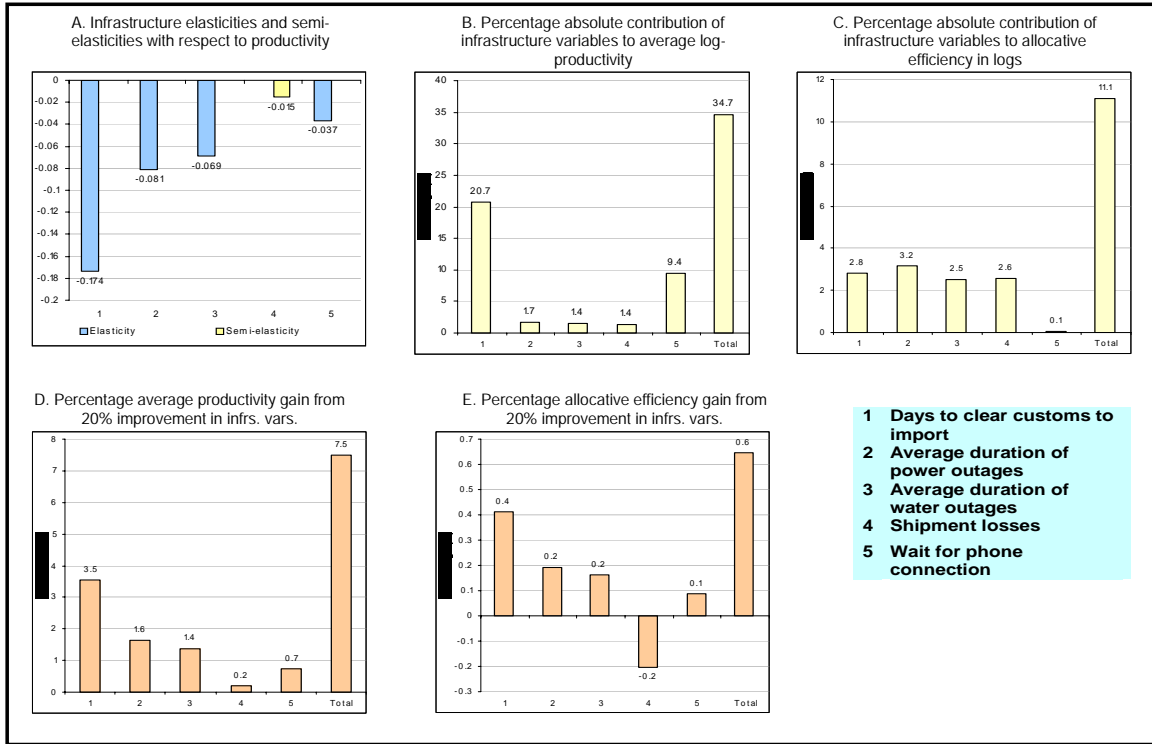 A. Infrastructure elasticities and semi-
elasticities with respect to productivity
0
-0.02
-0.04
-0.06
-0.08
-0.1
-0.12
-0.14
-0.16
-0.18
-0.2
-0.174
-0.081
-0.069
-0.015
-0.037
1 2 3 4 5
Elasticity Semi-elasticity
B. Percentage absolute contribution of
infrastructure variables to average log-
productivity
40
35
30
25
20
15
10
5
0
20.7
1.7
1.4
1.4
9.4
34.7
1 2 3 4 5 Total
C. Percentage absolute contribution of
infrastructure variables to allocative
efficiency in logs
12
10
8
6
4
2
0
2.8
3.2
2.5
2.6
0.1
11.1
1 2 3 4 5 Total
D. Percentage average productivity gain from
20% improvement in infrs. vars.
8
7
6
5
4
3
2
1
0
3.5
1.6
1.4
0.2
0.7
7.5
1 2 3 4 5 Total
E. Percentage allocative efficiency gain from
20% improvement in infrs. vars.
0.7
0.6
0.5
0.4
0.3
0.2
0.1
0
-0.1
-0.2
-0.3
0.4
0.2
0.2
-0.2
0.1
0.6
1 2 3 4 5 Total
1 Days to clear customs to
import
2 Average duration of
power outages
3 Average duration of
water outages
4 Shipment losses
5 Wait for phone
connection